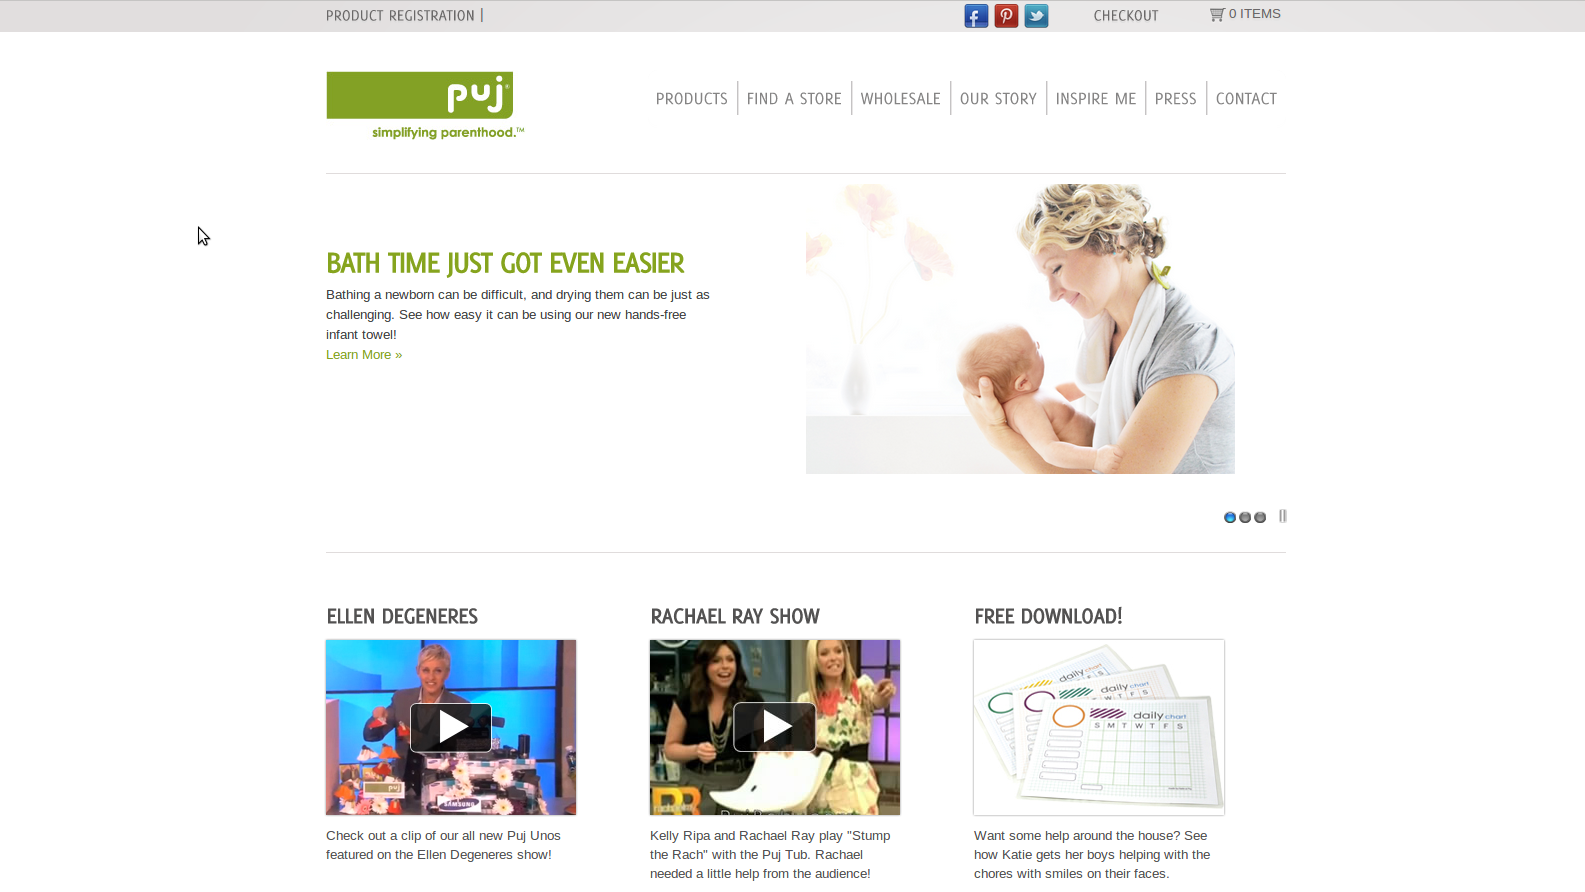 PRODUCT REGISTRATION
CHECKOUT
0 ITEMS
puj®
simplifying parenthood.™
PRODUCTS
FIND A STORE
WHOLESALE
OUR STORY
INSPIRE ME
PRESS
CONTACT
BATH TIME JUST GOT EVEN EASIER
Bathing a newborn can be difficult, and drying them can be just as
challenging. See how easy it can be using our new hands-free
infant towel!
Learn More »
ELLEN DEGENERES
puj
SAMSUNG
Check out a clip of our all new Puj Unos
featured on the Ellen Degeneres show!
RACHAEL RAY SHOW
Kelly Ripa and Rachael Ray play "Stump
the Rach" with the Puj Tub. Rachael
needed a little help from the audience!
FREE DOWNLOAD!
daily chart
daily chart
daily chart
S M T W T F S
Want some help around the house? See
how Katie gets her boys helping with the
chores with smiles on their faces.